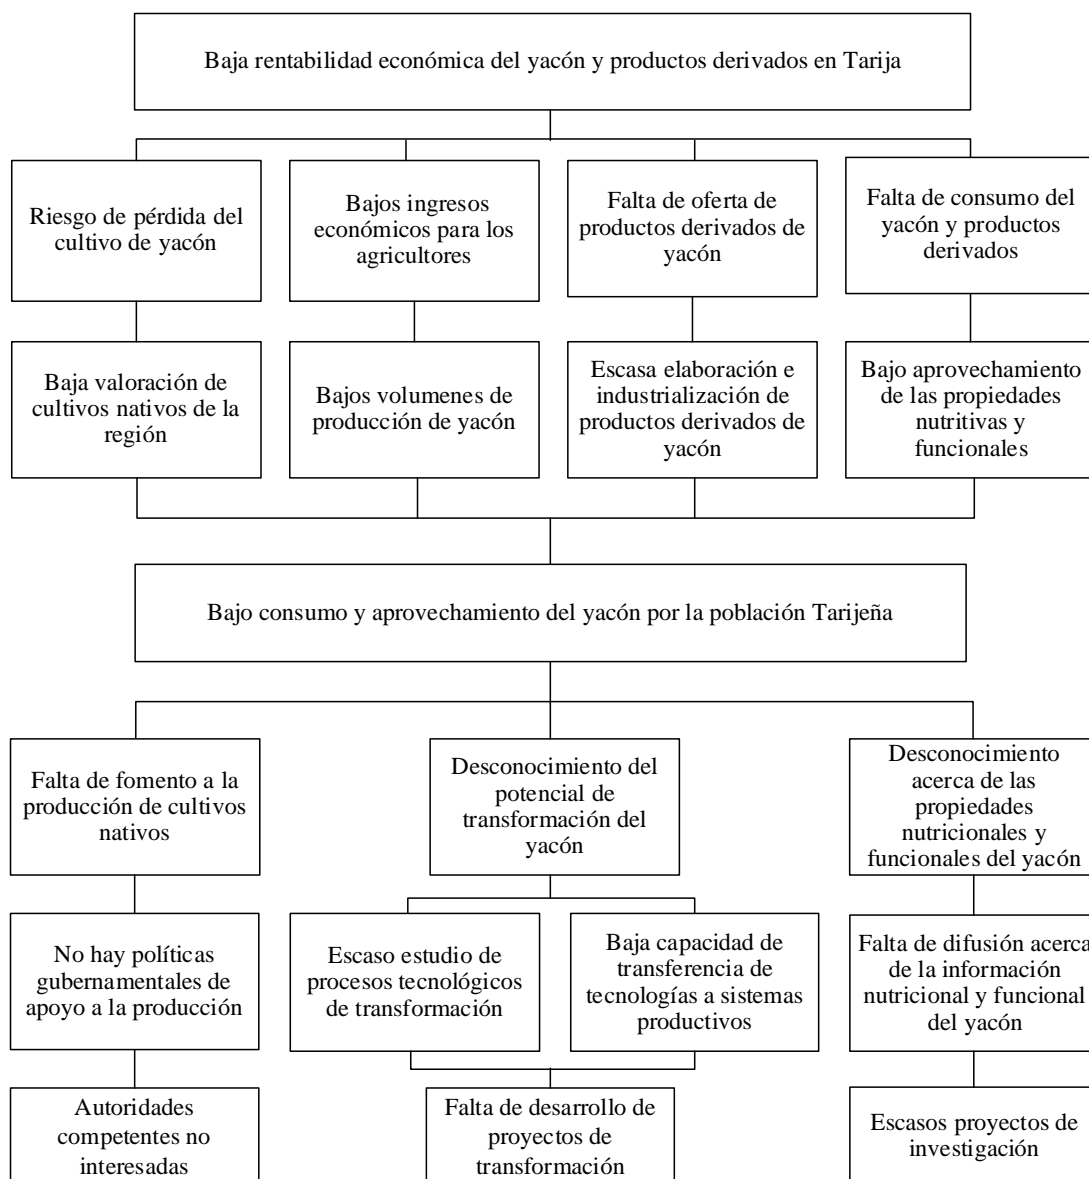 Baja rentabilidad económica del yacón y productos derivados en Tarija
Riesgo de pérdida del
cultivo de yacón
Bajos ingresos
económicos para los
agricultores
Falta de oferta de
productos derivados de
yacón
Falta de consumo del
yacón y productos
derivados
Baja valoración de
cultivos nativos de la
región
Bajos volumenes de
producción de yacón
Escasa elaboración e
industrialización de
productos derivados de
yacón
Bajo aprovechamiento
de las propiedades
nutritivas y
funcionales
Bajo consumo y aprovechamiento del yacón por la población Tarijeña
Falta de fomento a la
producción de cultivos
nativos
Desconocimiento del
potencial de
transformación del
yacón
Desconocimiento
acerca de las
propiedades
nutricionales y
funcionales del yacón
No hay políticas
gubernamentales de
apoyo a la producción
Escaso estudio de
procesos tecnológicos
de transformación
Baja capacidad de
transferencia de
tecnologías a sistemas
productivos
Falta de difusión acerca
de la información
nutricional y funcional
del yacón
Autoridades
competentes no
interesadas
Falta de desarrollo de
proyectos de
transformación
Escasos proyectos de
investigación